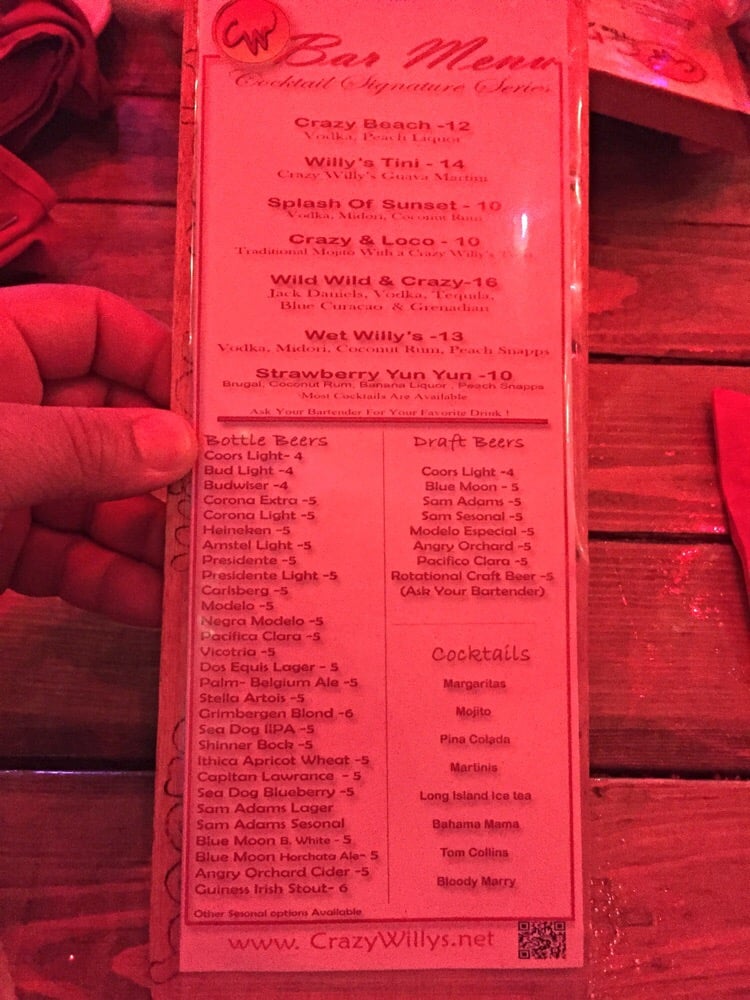 CW
Bar Menu
Cocktail Signature Series
Crazy Beach -12
Vodka, Peach Liquor
Willy's Tini - 14
Crazy Willy's Guava Martini
Splash Of Sunset - 10
Vodka, Midori, Coconut Rum
Crazy & Loco - 10
Traditional Mojito With a Crazy Willy's
Wild Wild & Crazy-16
Jack Daniels, Vodka, Tequila,
Blue Curacao & Grenadian
Wet Willy's -13
Vodka, Midori, Coconut Rum, Peach Snapps
Strawberry Yun Yun -10
Brugal, Coconut Rum, Banana Liquor , Peach Snapps
*Most Cocktails Are Available
Ask Your Bartender For Your Favorite Drink !
Bottle Beers
Coors Light- 4
Bud Light -4
Budwiser -4
Corona Extra -5
Corona Light -5
Heineken -5
Amstel Light -5
Presidente -5
Presidente Light -5
Carlsberg -5
Modelo -5
Negra Modelo -5
Pacifica Clara -5
Vicotria -5
Dos Equis Lager - 5
Palm- Belgium Ale -5
Stella Artois -5
Grimbergen Blond -6
Sea Dog IIPA -5
Shinner Bock -5
Ithica Apricot Wheat -5
Capltan Lawrance - 5
Sea Dog Blueberry -5
Sam Adams Lager
Sam Adams Sesonal
Blue Moon B. White - 5
Blue Moon Horchata Ale- 5
Angry Orchard Cider -5
Guiness Irish Stout- 6
Other Sesonal options Available
Draft Beers
Coors Light -4
Blue Moon - 5
Sam Adams -5
Sam Sesonal -5
Modelo Especial -5
Angry Orchard -5
Pacifico Clara -5
Rotational Craft Beer -5
(Ask Your Bartender)
Cocktails
Margaritas
Mojito
Pina Colada
Martinis
Long Island Ice tea
Bahama Mama
Tom Collins
Bloody Marry
www. CrazyWillys.net